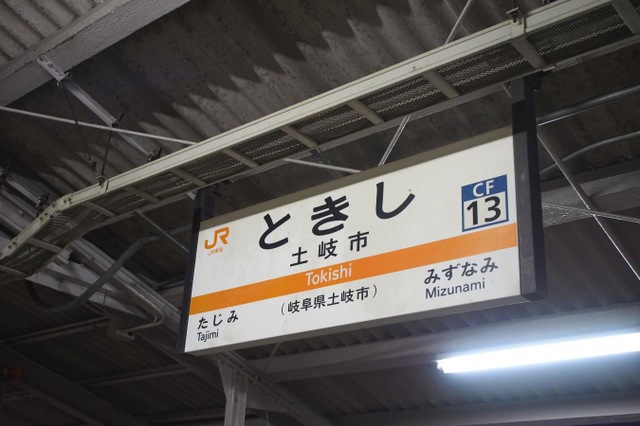 JR
JR東海
ときし
CF
13
土岐市
Tokishi
(岐阜県土岐市)
たじみ
Tajimi
みずなみ
Mizunami